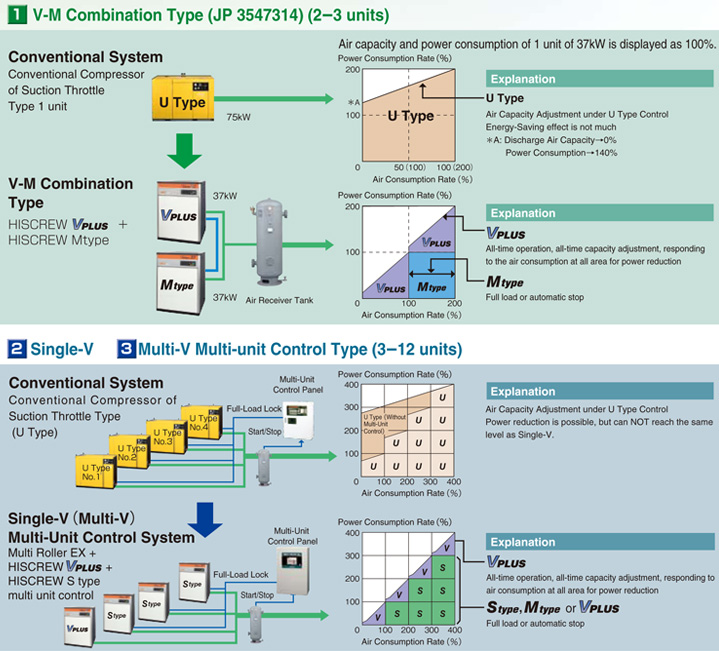 1 V-M Combination Type (JP 3547314) (2–3 units)
Air capacity and power consumption of 1 unit of 37kW is displayed as 100%.
Conventional System
Conventional Compressor
of Suction Throttle
Type 1 unit
U Type
75kW
Power Consumption Rate (%)
200
*A
100
0
U Type
50 (100)
100 (200)
Air Consumption Rate (%)
Explanation
U Type
Air Capacity Adjustment under U Type Control
Energy-Saving effect is not much
*A: Discharge Air Capacity→0%
Power Consumption→140%
V-M Combination
Type
HISCREW VPLUS +
HISCREW Mtype
VPLUS
37kW
Mtype
37kW
Air Receiver Tank
Power Consumption Rate (%)
200
100
VPLUS
VPLUS
Mtype
0
100
200
Air Consumption Rate (%)
Explanation
VPLUS
All-time operation, all-time capacity adjustment, responding
to the air consumption at all area for power reduction
Mtype
Full load or automatic stop
2 Single-V 3 Multi-V Multi-unit Control Type (3–12 units)
Conventional System
Conventional Compressor of
Suction Throttle Type
(U Type)
U Type
No.1
U Type
No.2
U Type
No.3
U Type
No.4
Full-Load Lock
Start/Stop
Multi-Unit
Control Panel
Power Consumption Rate (%)
400
300
200
100
U Type (Without
Multi-Unit
Control)
U
U U
U U U
U U U U
0
100
200
300
400
Air Consumption Rate (%)
Explanation
Air Capacity Adjustment under U Type Control
Power reduction is possible, but can NOT reach the same
level as Single-V.
Single-V (Multi-V)
Multi-Unit Control System
Multi Roller EX +
HISCREW VPLUS +
HISCREW S type
multi unit control
VPLUS
Stype
Stype
Stype
Full-Load Lock
Start/Stop
Multi-Unit
Control Panel
Power Consumption Rate (%)
400
300
200
100
V
V S
V S S
V S S S
0
100
200
300
400
Air Consumption Rate (%)
Explanation
VPLUS
All-time operation, all-time capacity adjustment, responding to
air consumption at all area for power reduction
Stype, Mtype or VPLUS
Full load or automatic stop